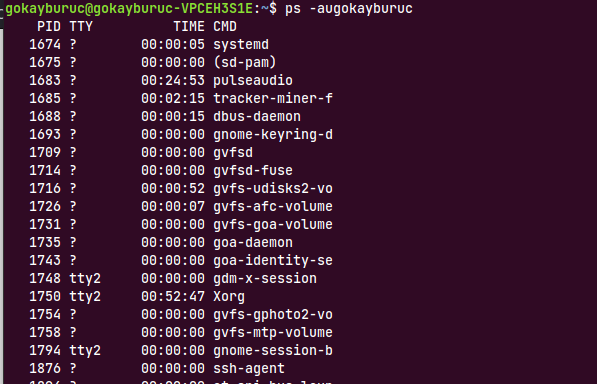 gokayburuc@gokayburuc-VPCEH3S1E:~$ ps -augokayburuc
PID TTY TIME CMD
1674 ? 00:00:05 systemd
1675 ? 00:00:00 (sd-pam)
1683 ? 00:24:53 pulseaudio
1685 ? 00:02:15 tracker-miner-f
1688 ? 00:00:15 dbus-daemon
1693 ? 00:00:00 gnome-keyring-d
1709 ? 00:00:00 gvfsd
1714 ? 00:00:00 gvfsd-fuse
1716 ? 00:00:52 gvfs-udisks2-vo
1726 ? 00:00:07 gvfs-afc-volume
1731 ? 00:00:00 gvfs-goa-volume
1735 ? 00:00:00 goa-daemon
1743 ? 00:00:00 goa-identity-se
1748 tty2 00:00:00 gdm-x-session
1750 tty2 00:52:47 Xorg
1754 ? 00:00:00 gvfs-gphoto2-vo
1758 ? 00:00:00 gvfs-mtp-volume
1794 tty2 00:00:00 gnome-session-b
1876 ? 00:00:00 ssh-agent